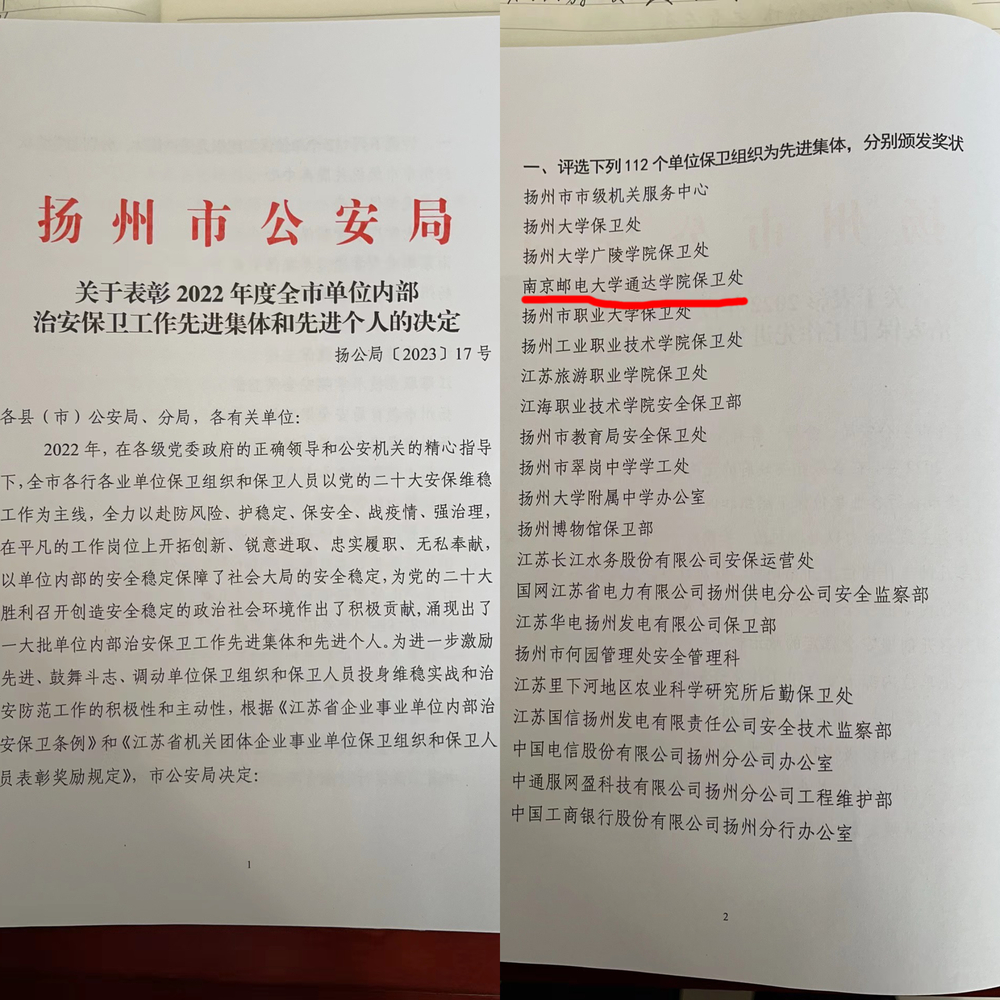 扬州市公安局
关于表彰 2022 年度全市单位内部
治安保卫工作先进集体和先进个人的决定
扬公局〔2023〕17 号
各县（市）公安局、分局，各有关单位：
2022 年，在各级党委政府的正确领导和公安机关的精心指导
下，全市各行各业单位保卫组织和保卫人员以党的二十大安保维稳
工作为主线，全力以赴防风险、护稳定、保安全、战疫情、强治理，
在平凡的工作岗位上开拓创新、锐意进取、忠实履职、无私奉献，
以单位内部的安全稳定保障了社会大局的安全稳定，为党的二十大
胜利召开创造安全稳定的政治社会环境作出了积极贡献，涌现出了
一大批单位内部治安保卫工作先进集体和先进个人。为进一步激励
先进、鼓舞斗志、调动单位保卫组织和保卫人员投身维稳实战和治
安防范工作的积极性和主动性，根据《江苏省企业事业单位内部治
安保卫条例》和《江苏省机关团体企业事业单位保卫组织和保卫人
员表彰奖励规定》，市公安局决定：
1
一、评选下列 112 个单位保卫组织为先进集体，分别颁发奖状
扬州市市级机关服务中心
扬州大学保卫处
扬州大学广陵学院保卫处
南京邮电大学通达学院保卫处
扬州市职业大学保卫处
扬州工业职业技术学院保卫处
江苏旅游职业学院保卫处
江海职业技术学院安全保卫部
扬州市教育局安全保卫处
扬州市翠岗中学学工处
扬州大学附属中学办公室
扬州博物馆保卫部
江苏长江水务股份有限公司安保运营处
国网江苏省电力有限公司扬州供电分公司安全监察部
江苏华电扬州发电有限公司保卫部
扬州市何园管理处安全管理科
江苏里下河地区农业科学研究所后勤保卫处
江苏国信扬州发电有限责任公司安全技术监察部
中国电信股份有限公司扬州分公司办公室
中通服网盈科技有限公司扬州分公司工程维护部
中国工商银行股份有限公司扬州分行办公室
2